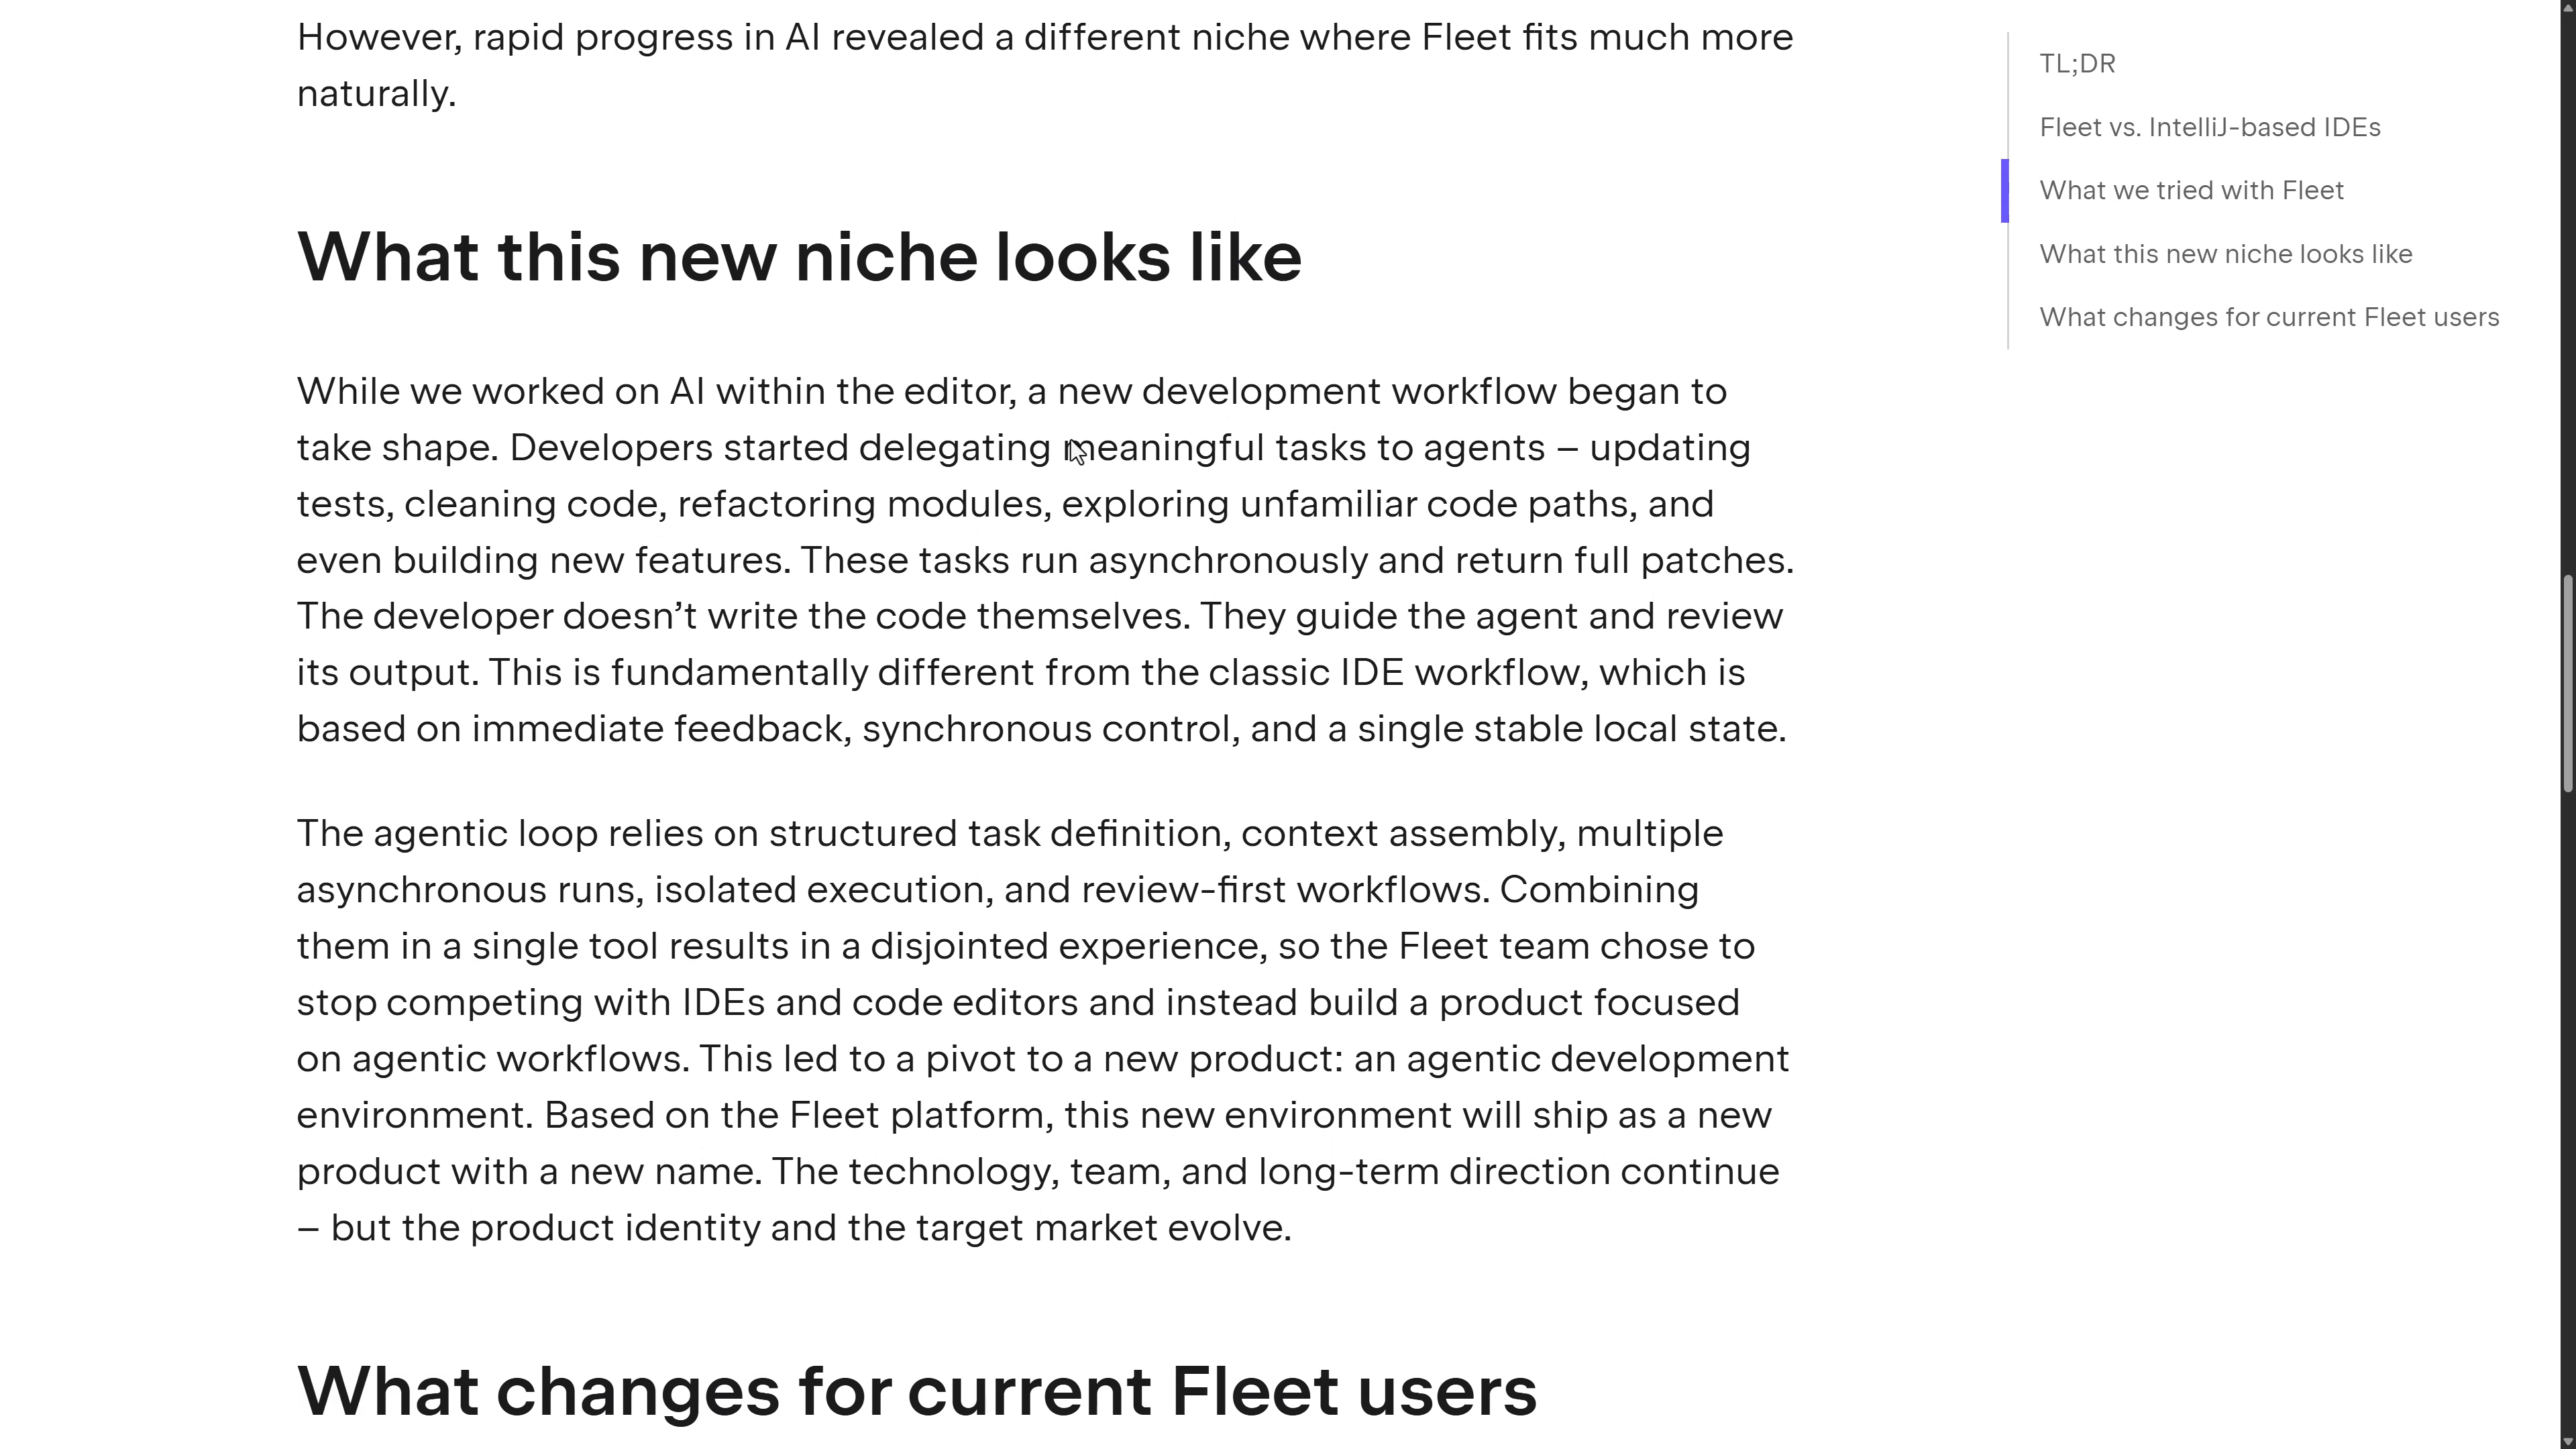 However, rapid progress in AI revealed a different niche where Fleet fits much more
naturally.
What this new niche looks like
While we worked on AI within the editor, a new development workflow began to
take shape. Developers started delegating meaningful tasks to agents – updating
tests, cleaning code, refactoring modules, exploring unfamiliar code paths, and
even building new features. These tasks run asynchronously and return full patches.
The developer doesn’t write the code themselves. They guide the agent and review
its output. This is fundamentally different from the classic IDE workflow, which is
based on immediate feedback, synchronous control, and a single stable local state.
The agentic loop relies on structured task definition, context assembly, multiple
asynchronous runs, isolated execution, and review-first workflows. Combining
them in a single tool results in a disjointed experience, so the Fleet team chose to
stop competing with IDEs and code editors and instead build a product focused
on agentic workflows. This led to a pivot to a new product: an agentic development
environment. Based on the Fleet platform, this new environment will ship as a new
product with a new name. The technology, team, and long-term direction continue
– but the product identity and the target market evolve.
What changes for current Fleet users
TL;DR
Fleet vs. IntelliJ-based IDEs
What we tried with Fleet
What this new niche looks like
What changes for current Fleet users